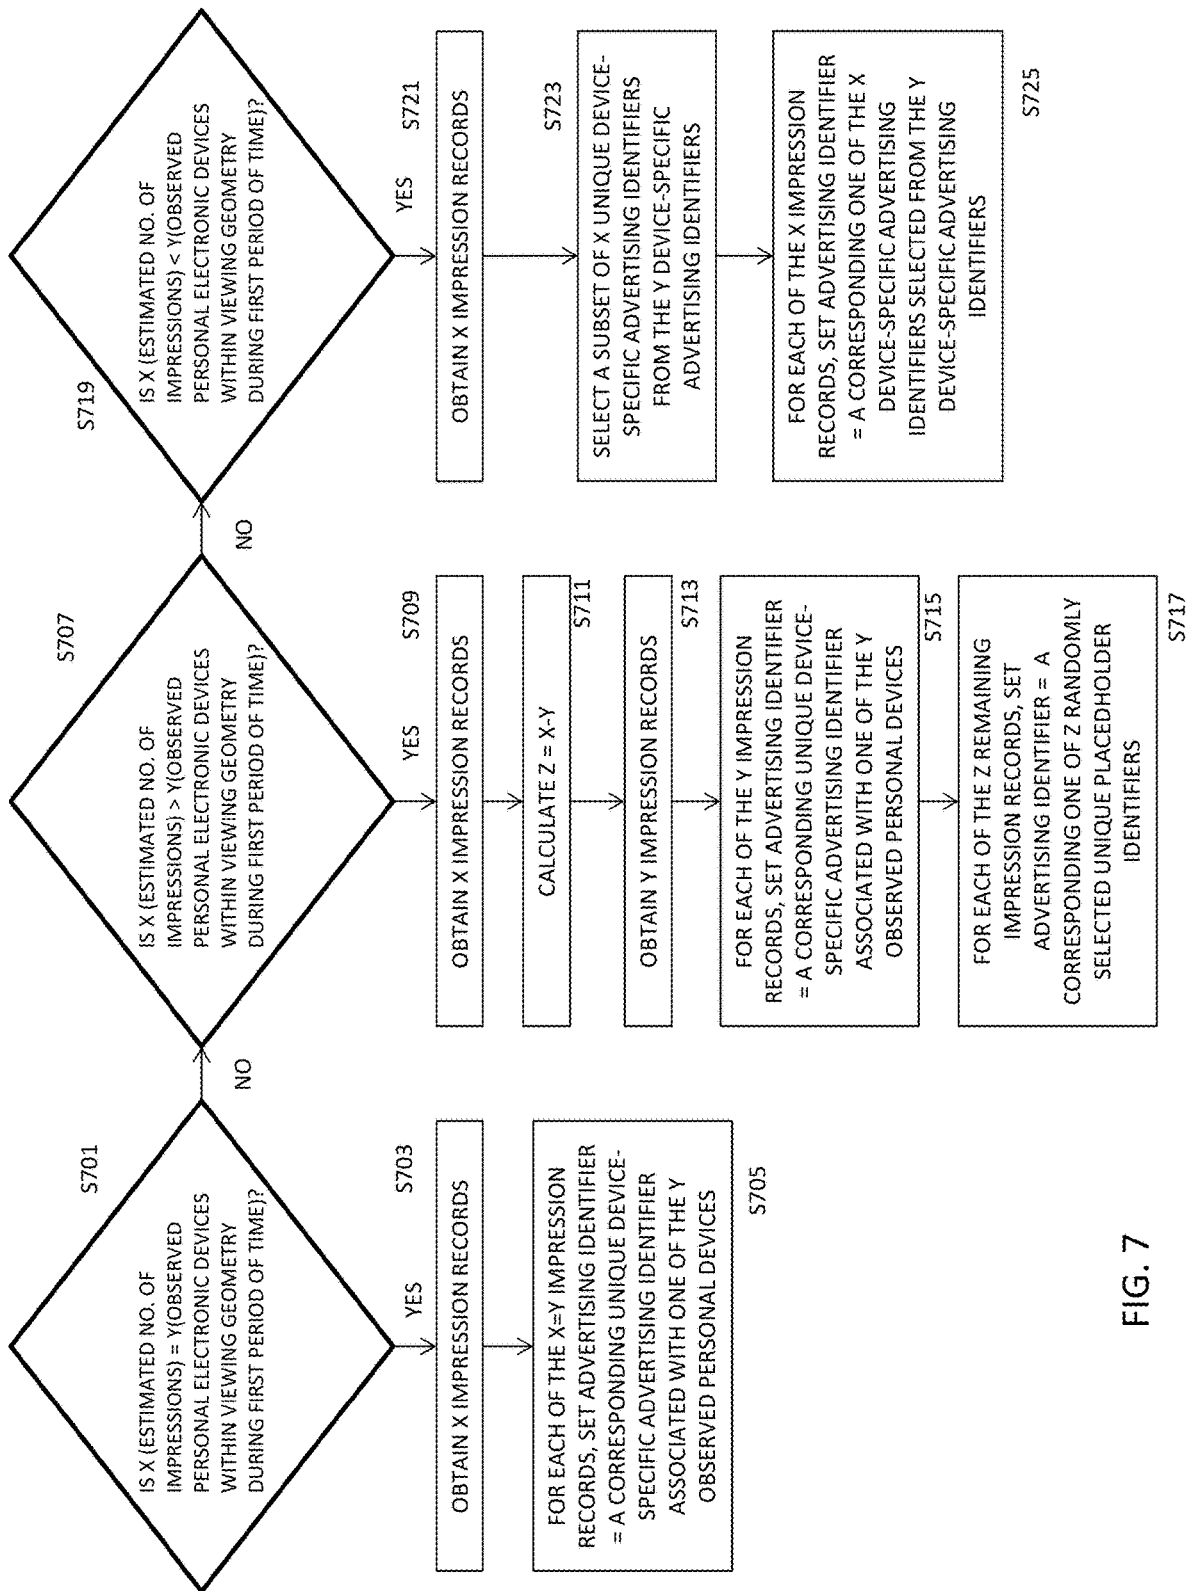 S701
IS X (ESTIMATED NO. OF
IMPRESSIONS) = Y(OBSERVED
PERSONAL ELECTRONIC DEVICES
WITHIN VIEWING GEOMETRY
DURING FIRST PERIOD OF TIME)?
NO
YES
S703
OBTAIN X IMPRESSION RECORDS
FOR EACH OF THE X=Y IMPRESSION
RECORDS, SET ADVERTISING IDENTIFIER
= A CORRESPONDING UNIQUE DEVICE-
SPECIFIC ADVERTISING IDENTIFIER
ASSOCIATED WITH ONE OF THE Y
OBSERVED PERSONAL DEVICES
S705
S707
IS X (ESTIMATED NO. OF
IMPRESSIONS) > Y(OBSERVED
PERSONAL ELECTRONIC DEVICES
WITHIN VIEWING GEOMETRY
DURING FIRST PERIOD OF TIME)?
NO
YES
S709
OBTAIN X IMPRESSION RECORDS
CALCULATE Z = X-Y
S711
OBTAIN Y IMPRESSION RECORDS
S713
FOR EACH OF THE Y IMPRESSION
RECORDS, SET ADVERTISING IDENTIFIER
= A CORRESPONDING UNIQUE DEVICE-
SPECIFIC ADVERTISING IDENTIFIER
ASSOCIATED WITH ONE OF THE Y
OBSERVED PERSONAL DEVICES
S715
FOR EACH OF THE Z REMAINING
IMPRESSION RECORDS, SET
ADVERTISING IDENTIFIER = A
CORRESPONDING ONE OF Z RANDOMLY
SELECTED UNIQUE PLACEDHOLDER
IDENTIFIERS
S717
S719
IS X (ESTIMATED NO. OF
IMPRESSIONS) < Y(OBSERVED
PERSONAL ELECTRONIC DEVICES
WITHIN VIEWING GEOMETRY
DURING FIRST PERIOD OF TIME)?
YES
S721
OBTAIN X IMPRESSION RECORDS
S723
SELECT A SUBSET OF X UNIQUE DEVICE-
SPECIFIC ADVERTISING IDENTIFIERS
FROM THE Y DEVICE-SPECIFIC
ADVERTISING IDENTIFIERS
FOR EACH OF THE X IMPRESSION
RECORDS, SET ADVERTISING IDENTIFIER
= A CORRESPONDING ONE OF THE X
DEVICE-SPECIFIC ADVERTISING
IDENTIFIERS SELECTED FROM THE Y
DEVICE-SPECIFIC ADVERTISING
IDENTIFIERS
S725
FIG. 7